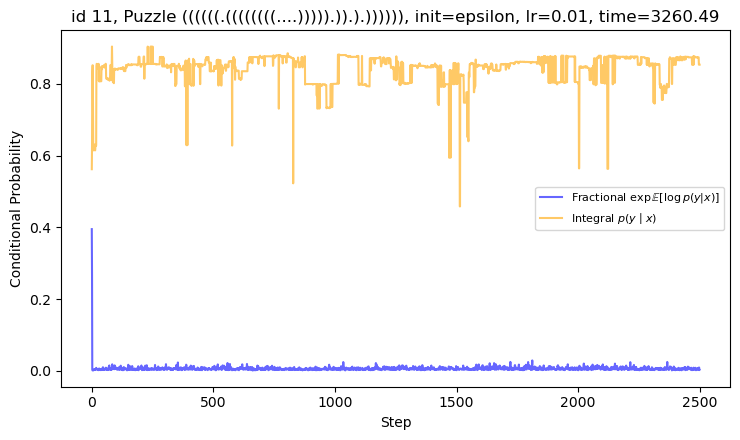 id 11, Puzzle ((((((.((((((((....))))).)).).)))))), init=epsilon, lr=0.01, time=3260.49
Conditional Probability
0.8
0.6
0.4
0.2
0.0
Fractional exp𝔼[log p(y|x)]
Integral p(y | x)
0
500
1000
1500
2000
2500
Step